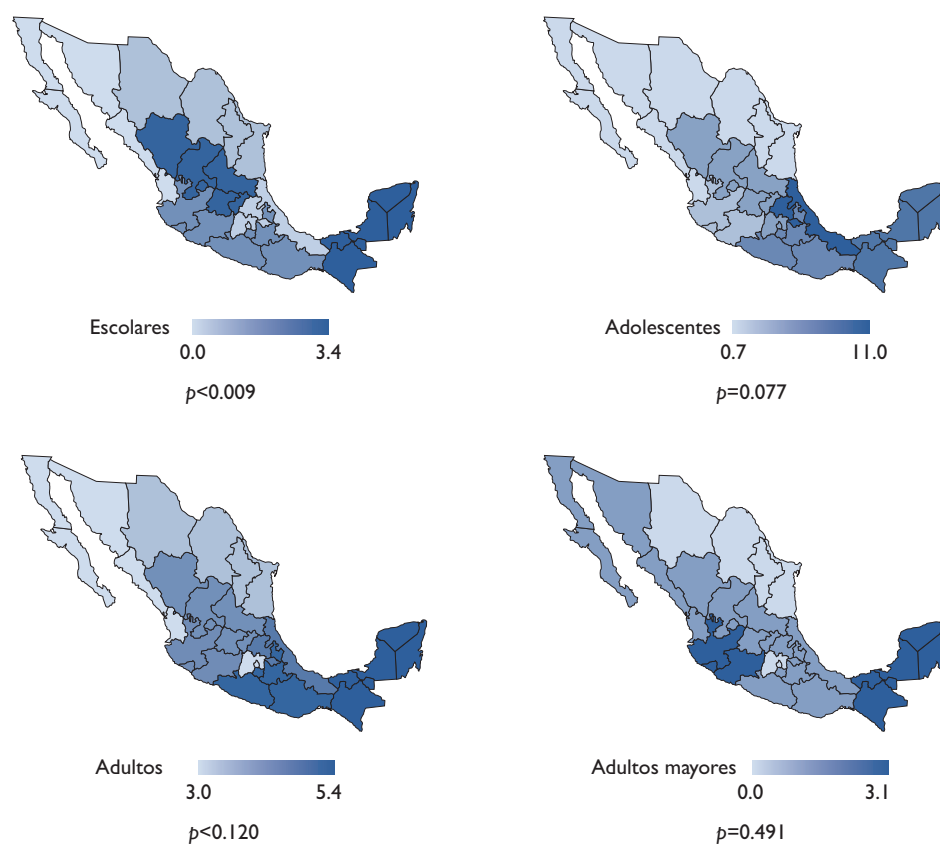 Escolares
0.0 3.4
p<0.009
Adolescentes
0.7 11.0
p=0.077
Adultos
3.0 5.4
p<0.120
Adultos mayores
0.0 3.1
p=0.491